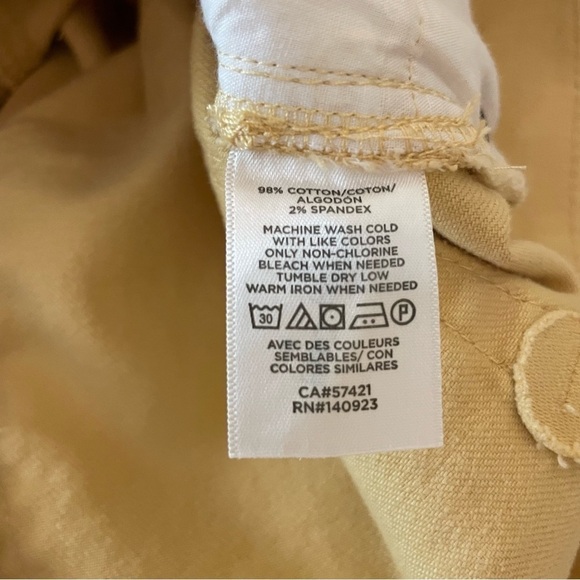 98% COTTON/COTON/
ALGODÓN
2% SPANDEX
MACHINE WASH COLD
WITH LIKE COLORS
ONLY NON-CHLORINE
BLEACH WHEN NEEDED
TUMBLE DRY LOW
WARM IRON WHEN NEEDED
30 P
AVEC DES COULEURS
SEMBLABLES/ CON
COLORES SIMILARES
CA#57421
RN#140923